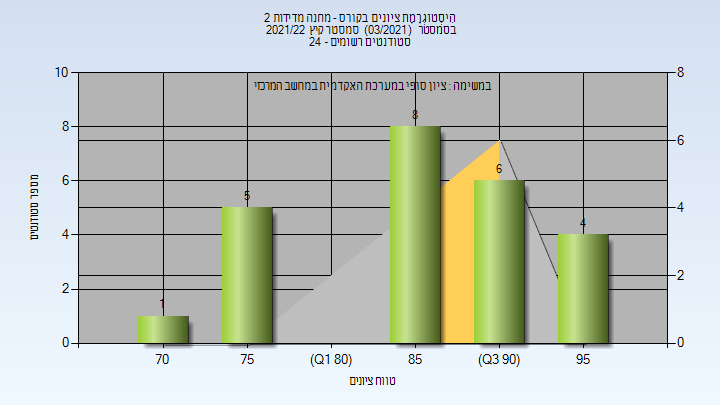 היסטוגרמת ציונים בקורס - מחנה מדידות 2
בסמסטר (03/2021) סמסטר קיץ 2021/22
סטודנטים רשומים - 24
במשימה : ציון סופי במערכת האקדמית במחשב המרכזי
מספר סטודנטים
10
8
6
4
2
0
8
6
4
2
0
1
5
8
6
4
70
75
(Q1 80)
85
(Q3 90)
95
טווח ציונים